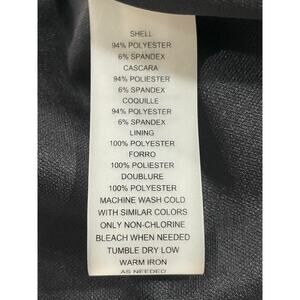 SHELL
94% POLYESTER
6% SPANDEX
CASCARA
94% POLIESTER
6% SPANDEX
COQUILLE
94% POLYESTER
6% SPANDEX
LINING
100% POLYESTER
FORRO
100% POLIESTER
DOUBLURE
100% POLYESTER
MACHINE WASH COLD
WITH SIMILAR COLORS
ONLY NON-CHLORINE
BLEACH WHEN NEEDED
TUMBLE DRY LOW
WARM IRON
AS NEEDED